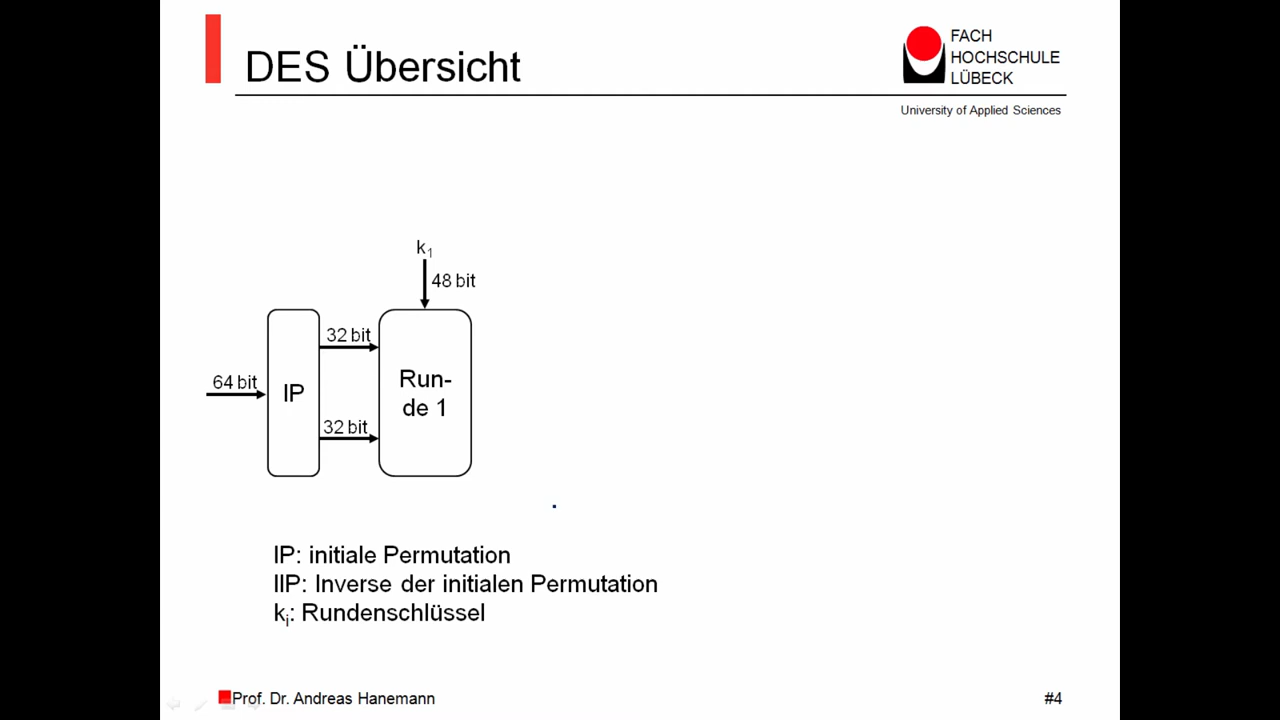 DES Übersicht
FACH
HOCHSCHULE
LÜBECK
University of Applied Sciences
k1
48 bit
32 bit
64 bit
IP
Run-
de 1
32 bit
IP: initiale Permutation
IIP: Inverse der initialen Permutation
ki: Rundenschlüssel
Prof. Dr. Andreas Hanemann
#4